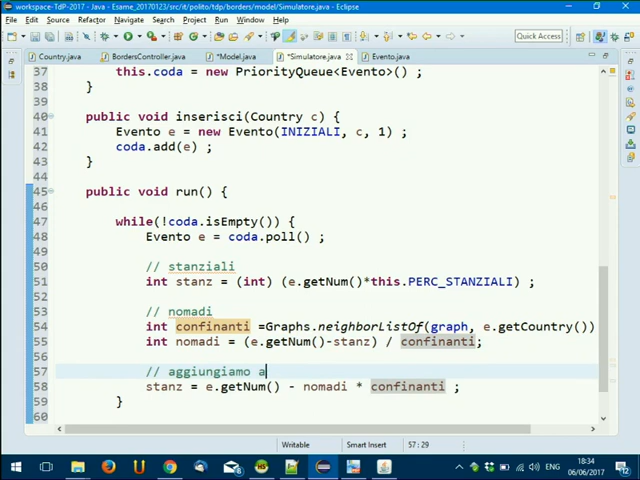 workspace-TdP-2017 - Java - Esame_20170123/src/it/polito/tdp/borders/model/Simulatore.java - Eclipse
File Edit Source Refactor Navigate Search Project Run Window Help
Quick Access
Country.java BordersController.java *Model.java *Simulatore.java Evento.java
37 this.coda = new PriorityQueue<Evento>() ;
38 }
39
40 public void inserisci(Country c) {
41 Evento e = new Evento(INIZIALI, c, 1) ;
42 coda.add(e) ;
43 }
44
45 public void run() {
46
47 while(!coda.isEmpty()) {
48 Evento e = coda.poll() ;
49
50 // stanziali
51 int stanz = (int) (e.getNum()*this.PERC_STANZIALI) ;
52
53 // nomadi
54 int confinanti =Graphs.neighborListOf(graph, e.getCountry())
55 int nomadi = (e.getNum()-stanz) / confinanti;
56
57 // aggiungiamo a
58 stanz = e.getNum() - nomadi * confinanti ;
59 }
60
Writable Smart Insert 57 : 29
ENG 18:34
06/06/2017